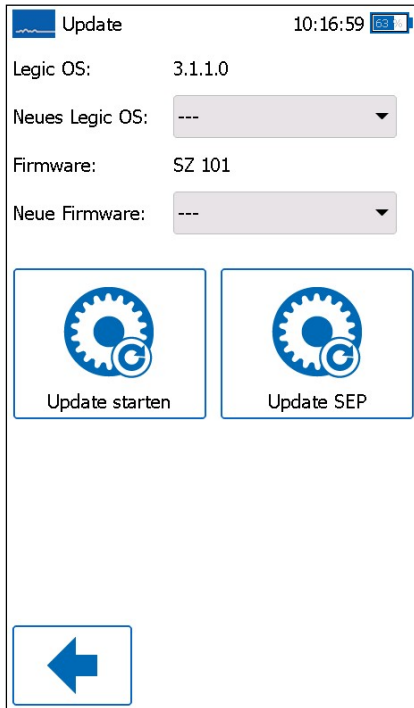 Update 10:16:59 63 %
Legic OS: 3.1.1.0
Neues Legic OS: ---
Firmware: SZ 101
Neue Firmware: ---
Update starten Update SEP